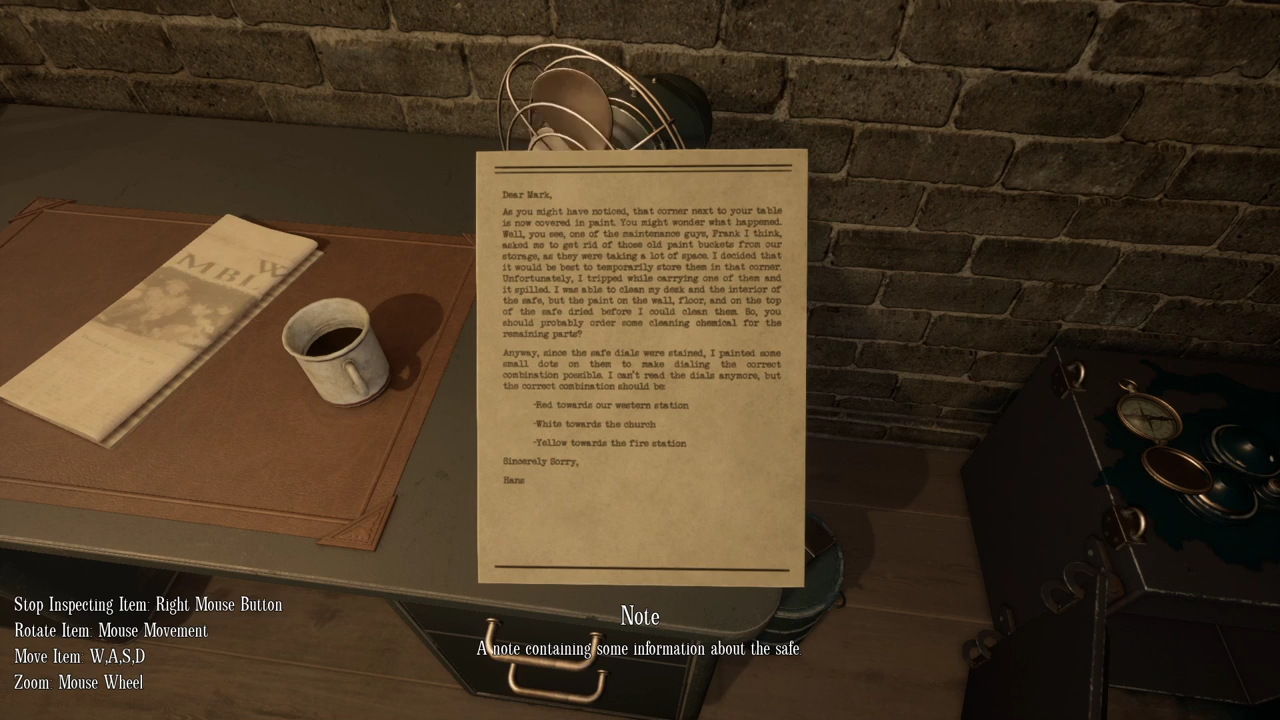 W
MBL
Dear Mark,
As you might have noticed, that corner next to your table
is now covered in paint. You might wonder what happened.
Well, you see, one of the maintenance guys, Frank I think,
asked me to get rid of those old paint buckets from our
storage, as they were taking a lot of space. I decided that
it would be best to temporarily store them in that corner.
Unfortunately, I tripped while carrying one of them and
it spilled. I was able to clean my desk and the interior of
the safe, but the paint on the wall, floor, and on the top
of the safe dried before I could clean them. So, you
should probably order some cleaning chemical for the
remaining parts?
Anyway, since the safe dials were stained, I painted some
small dots on them to make dialing the correct
combination possible. I can't read the dials anymore, but
the correct combination should be:
-Red towards our western station
-White towards the church
-Yellow towards the fire station
Sincerely Sorry,
Hans
Stop Inspecting Item: Right Mouse Button
Rotate Item: Mouse Movement
Move Item: W,A,S,D
Zoom: Mouse Wheel
Note
A note containing some information about the safe.